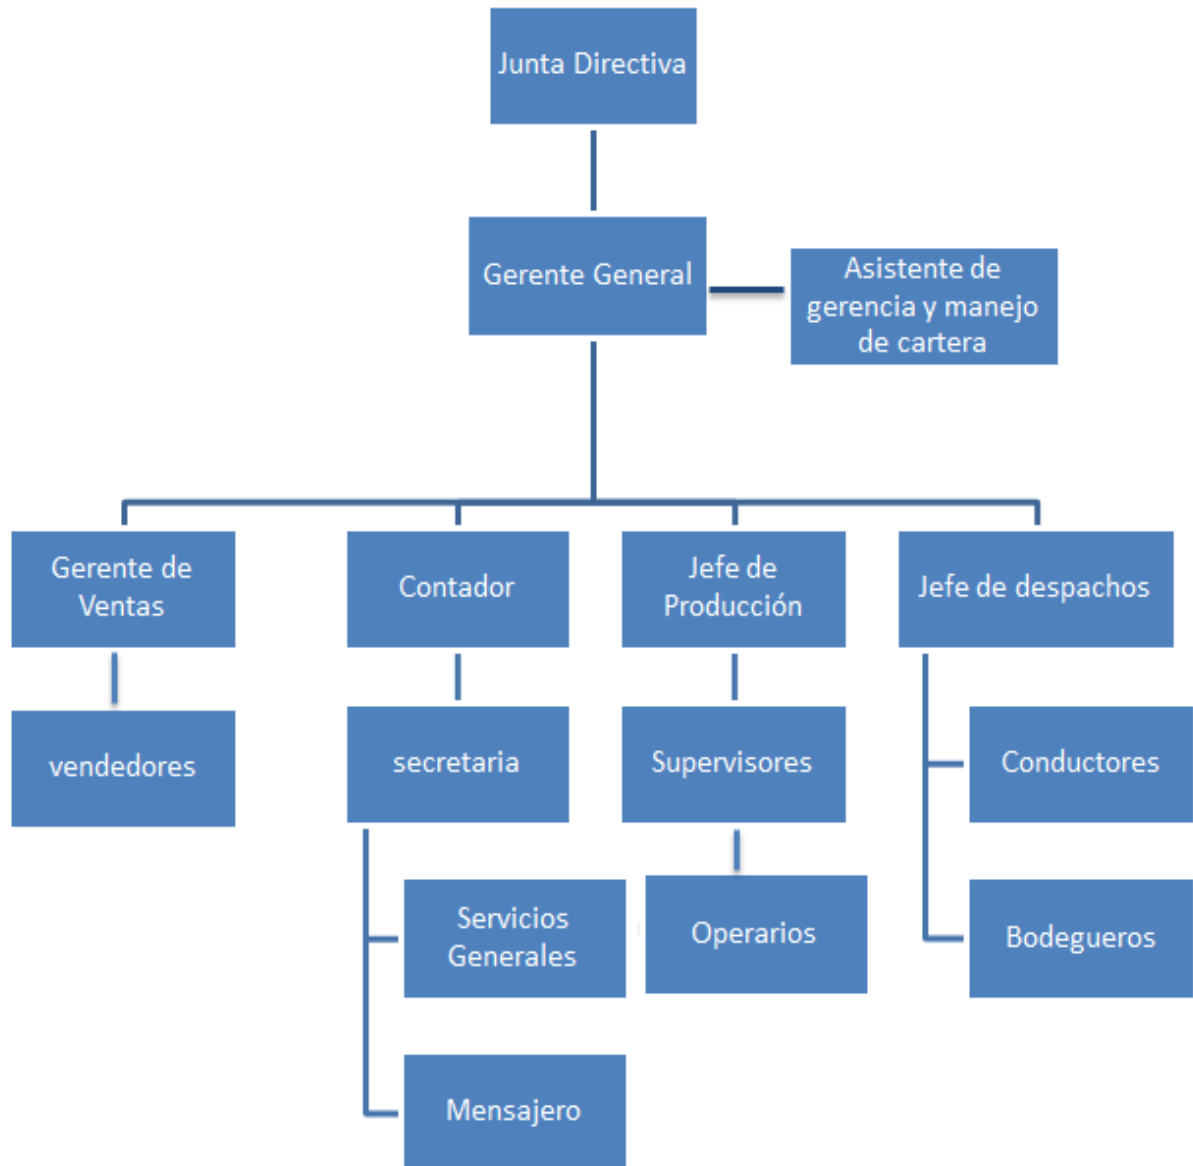 Junta Directiva
Gerente General
Asistente de
gerencia y manejo
de cartera
Gerente de
Ventas
Contador
Jefe de
Producción
Jefe de despachos
vendedores
secretaria
Supervisores
Conductores
Servicios
Generales
Operarios
Bodegueros
Mensajero